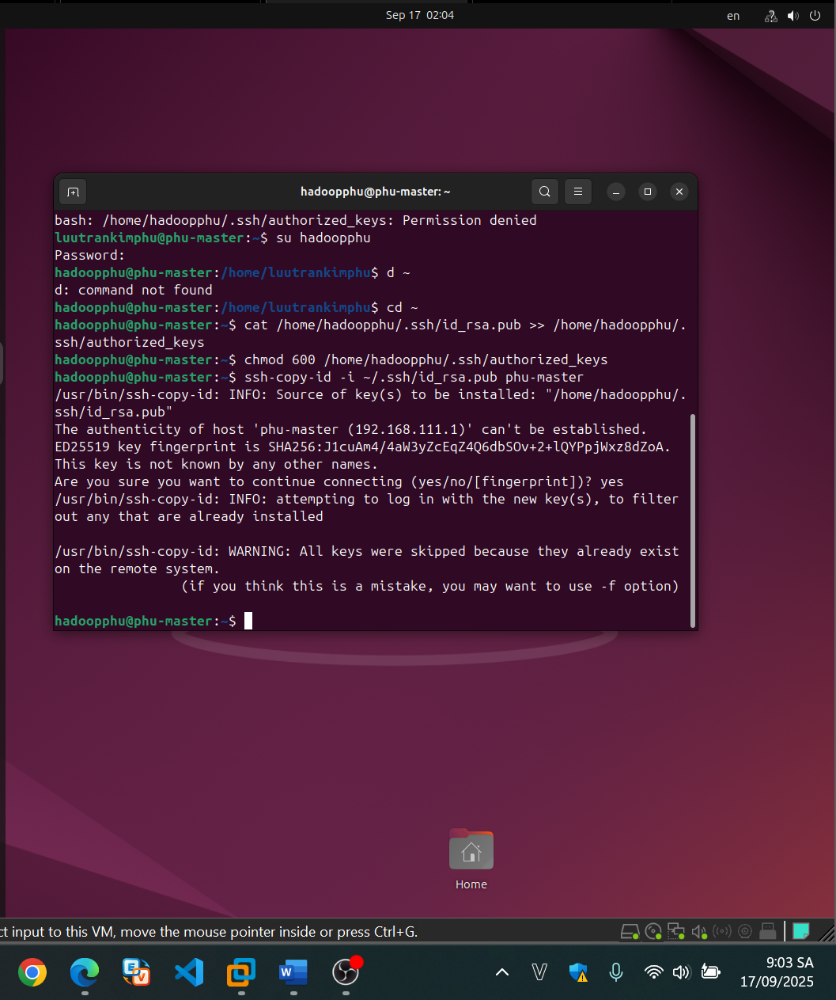 Sep 17 02:04
en
hadoopphu@phu-master: ~
bash: /home/hadoopphu/.ssh/authorized_keys: Permission denied
luutrankimphu@phu-master:~$ su hadoopphu
Password:
hadoopphu@phu-master:/home/luutrankimphu$ d ~
d: command not found
hadoopphu@phu-master:/home/luutrankimphu$ cd ~
hadoopphu@phu-master:~$ cat /home/hadoopphu/.ssh/id_rsa.pub >> /home/hadoopphu/.
ssh/authorized_keys
hadoopphu@phu-master:~$ chmod 600 /home/hadoopphu/.ssh/authorized_keys
hadoopphu@phu-master:~$ ssh-copy-id -i ~/.ssh/id_rsa.pub phu-master
/usr/bin/ssh-copy-id: INFO: Source of key(s) to be installed: "/home/hadoopphu/.
ssh/id_rsa.pub"
The authenticity of host 'phu-master (192.168.111.1)' can't be established.
ED25519 key fingerprint is SHA256:J1cuAm4/4aW3yZcEqZ4Q6dbSOv+2+lQYPpjWxz8dZoA.
This key is not known by any other names.
Are you sure you want to continue connecting (yes/no/[fingerprint])? yes
/usr/bin/ssh-copy-id: INFO: attempting to log in with the new key(s), to filter
out any that are already installed
/usr/bin/ssh-copy-id: WARNING: All keys were skipped because they already exist
on the remote system.
(if you think this is a mistake, you may want to use -f option)
hadoopphu@phu-master:~$
Home
ct input to this VM, move the mouse pointer inside or press Ctrl+G.
9:03 SA
17/09/2025